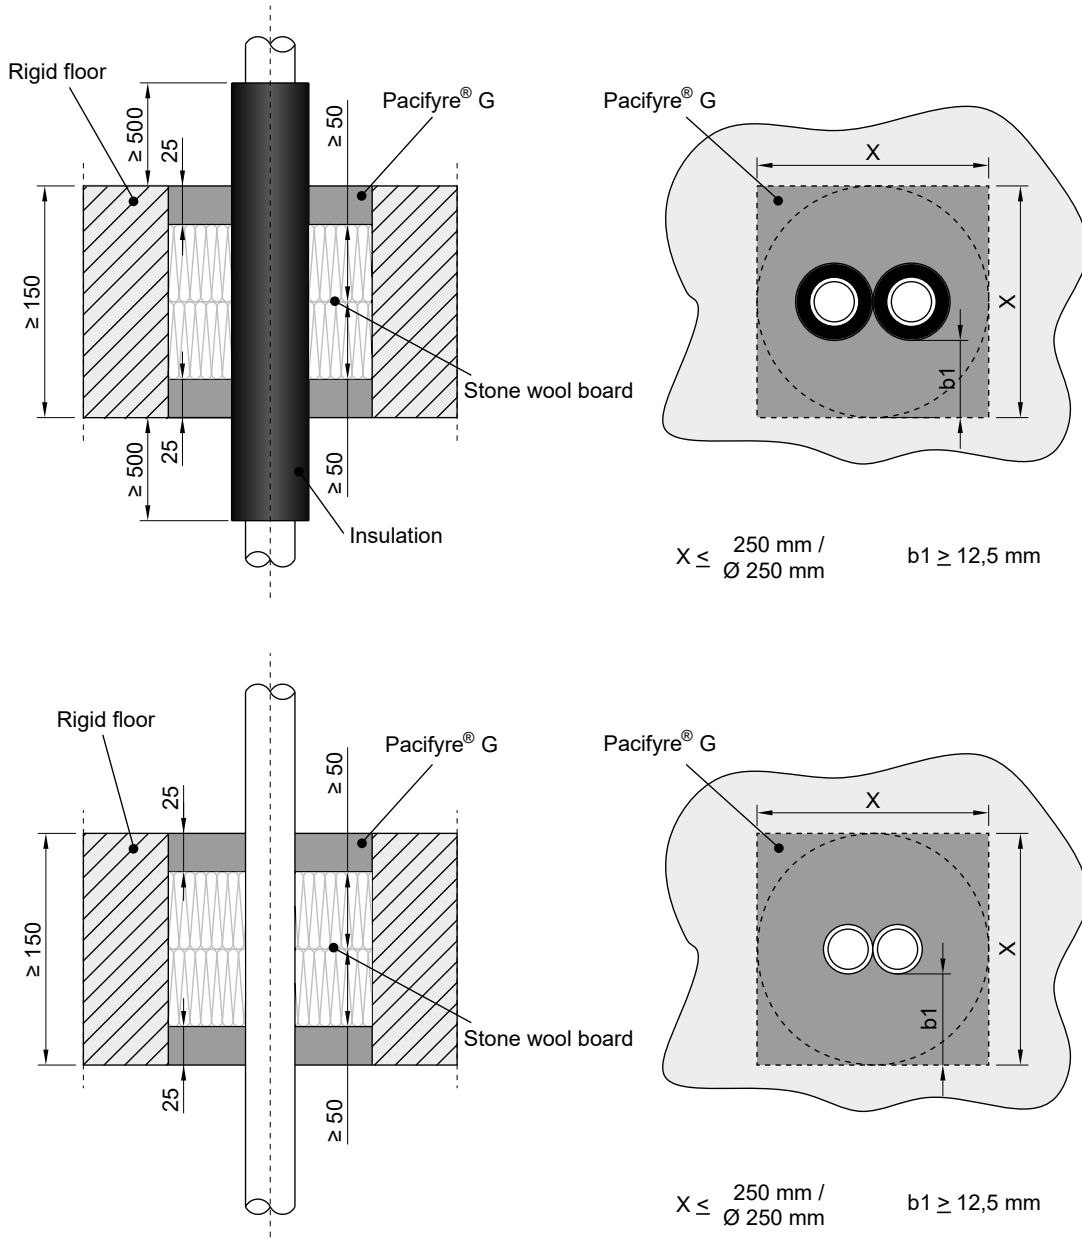 Rigid floor
Pacifyre® G
≥ 500
25
≥ 50
≥ 150
Stone wool board
25
≥ 500
≥ 50
Insulation
Pacifyre® G
X
X
b1
X ≤ 250 mm /
Ø 250 mm
b1 ≥ 12,5 mm
Rigid floor
Pacifyre® G
25
≥ 50
≥ 150
Stone wool board
25
≥ 50
Pacifyre® G
X
X
b1
X ≤ 250 mm /
Ø 250 mm
b1 ≥ 12,5 mm